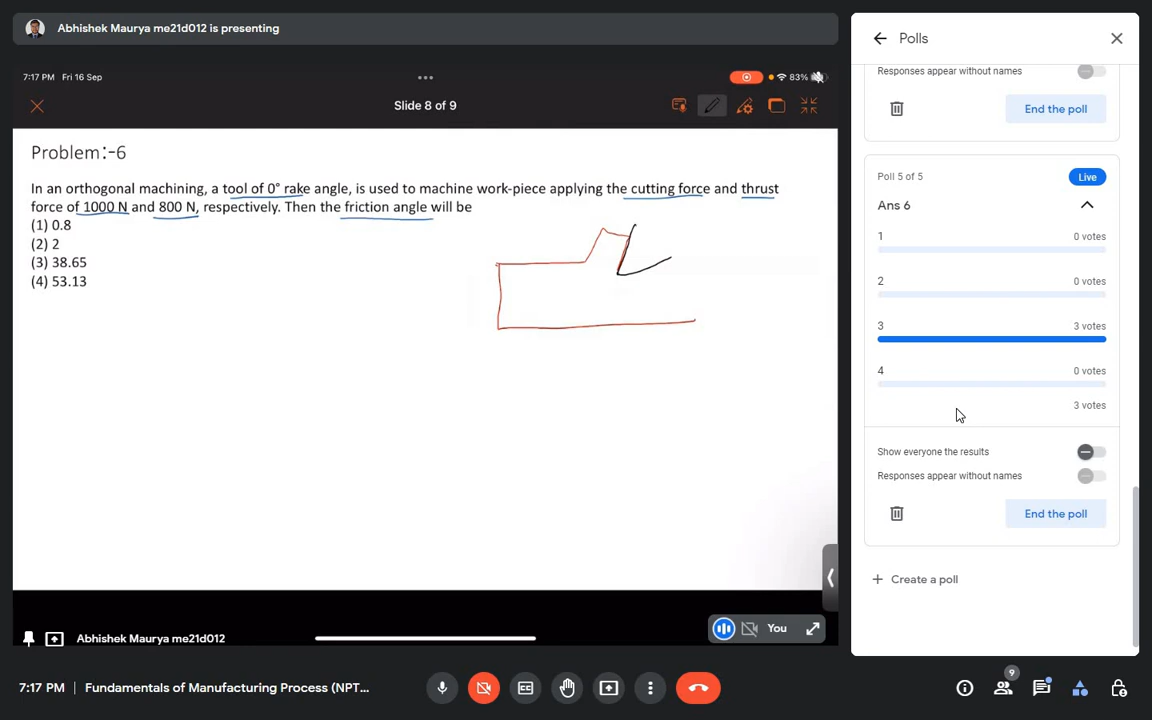 Abhishek Maurya me21d012 is presenting
7:17 PM Fri 16 Sep
83%
Slide 8 of 9
Problem:-6
In an orthogonal machining, a tool of 0° rake angle, is used to machine work-piece applying the cutting force and thrust
force of 1000 N and 800 N, respectively. Then the friction angle will be
(1) 0.8
(2) 2
(3) 38.65
(4) 53.13
Abhishek Maurya me21d012
You
Polls
Responses appear without names
End the poll
Poll 5 of 5
Live
Ans 6
1 0 votes
2 0 votes
3 3 votes
4 0 votes
3 votes
Show everyone the results
Responses appear without names
End the poll
+ Create a poll
7:17 PM | Fundamentals of Manufacturing Process (NPT...
9